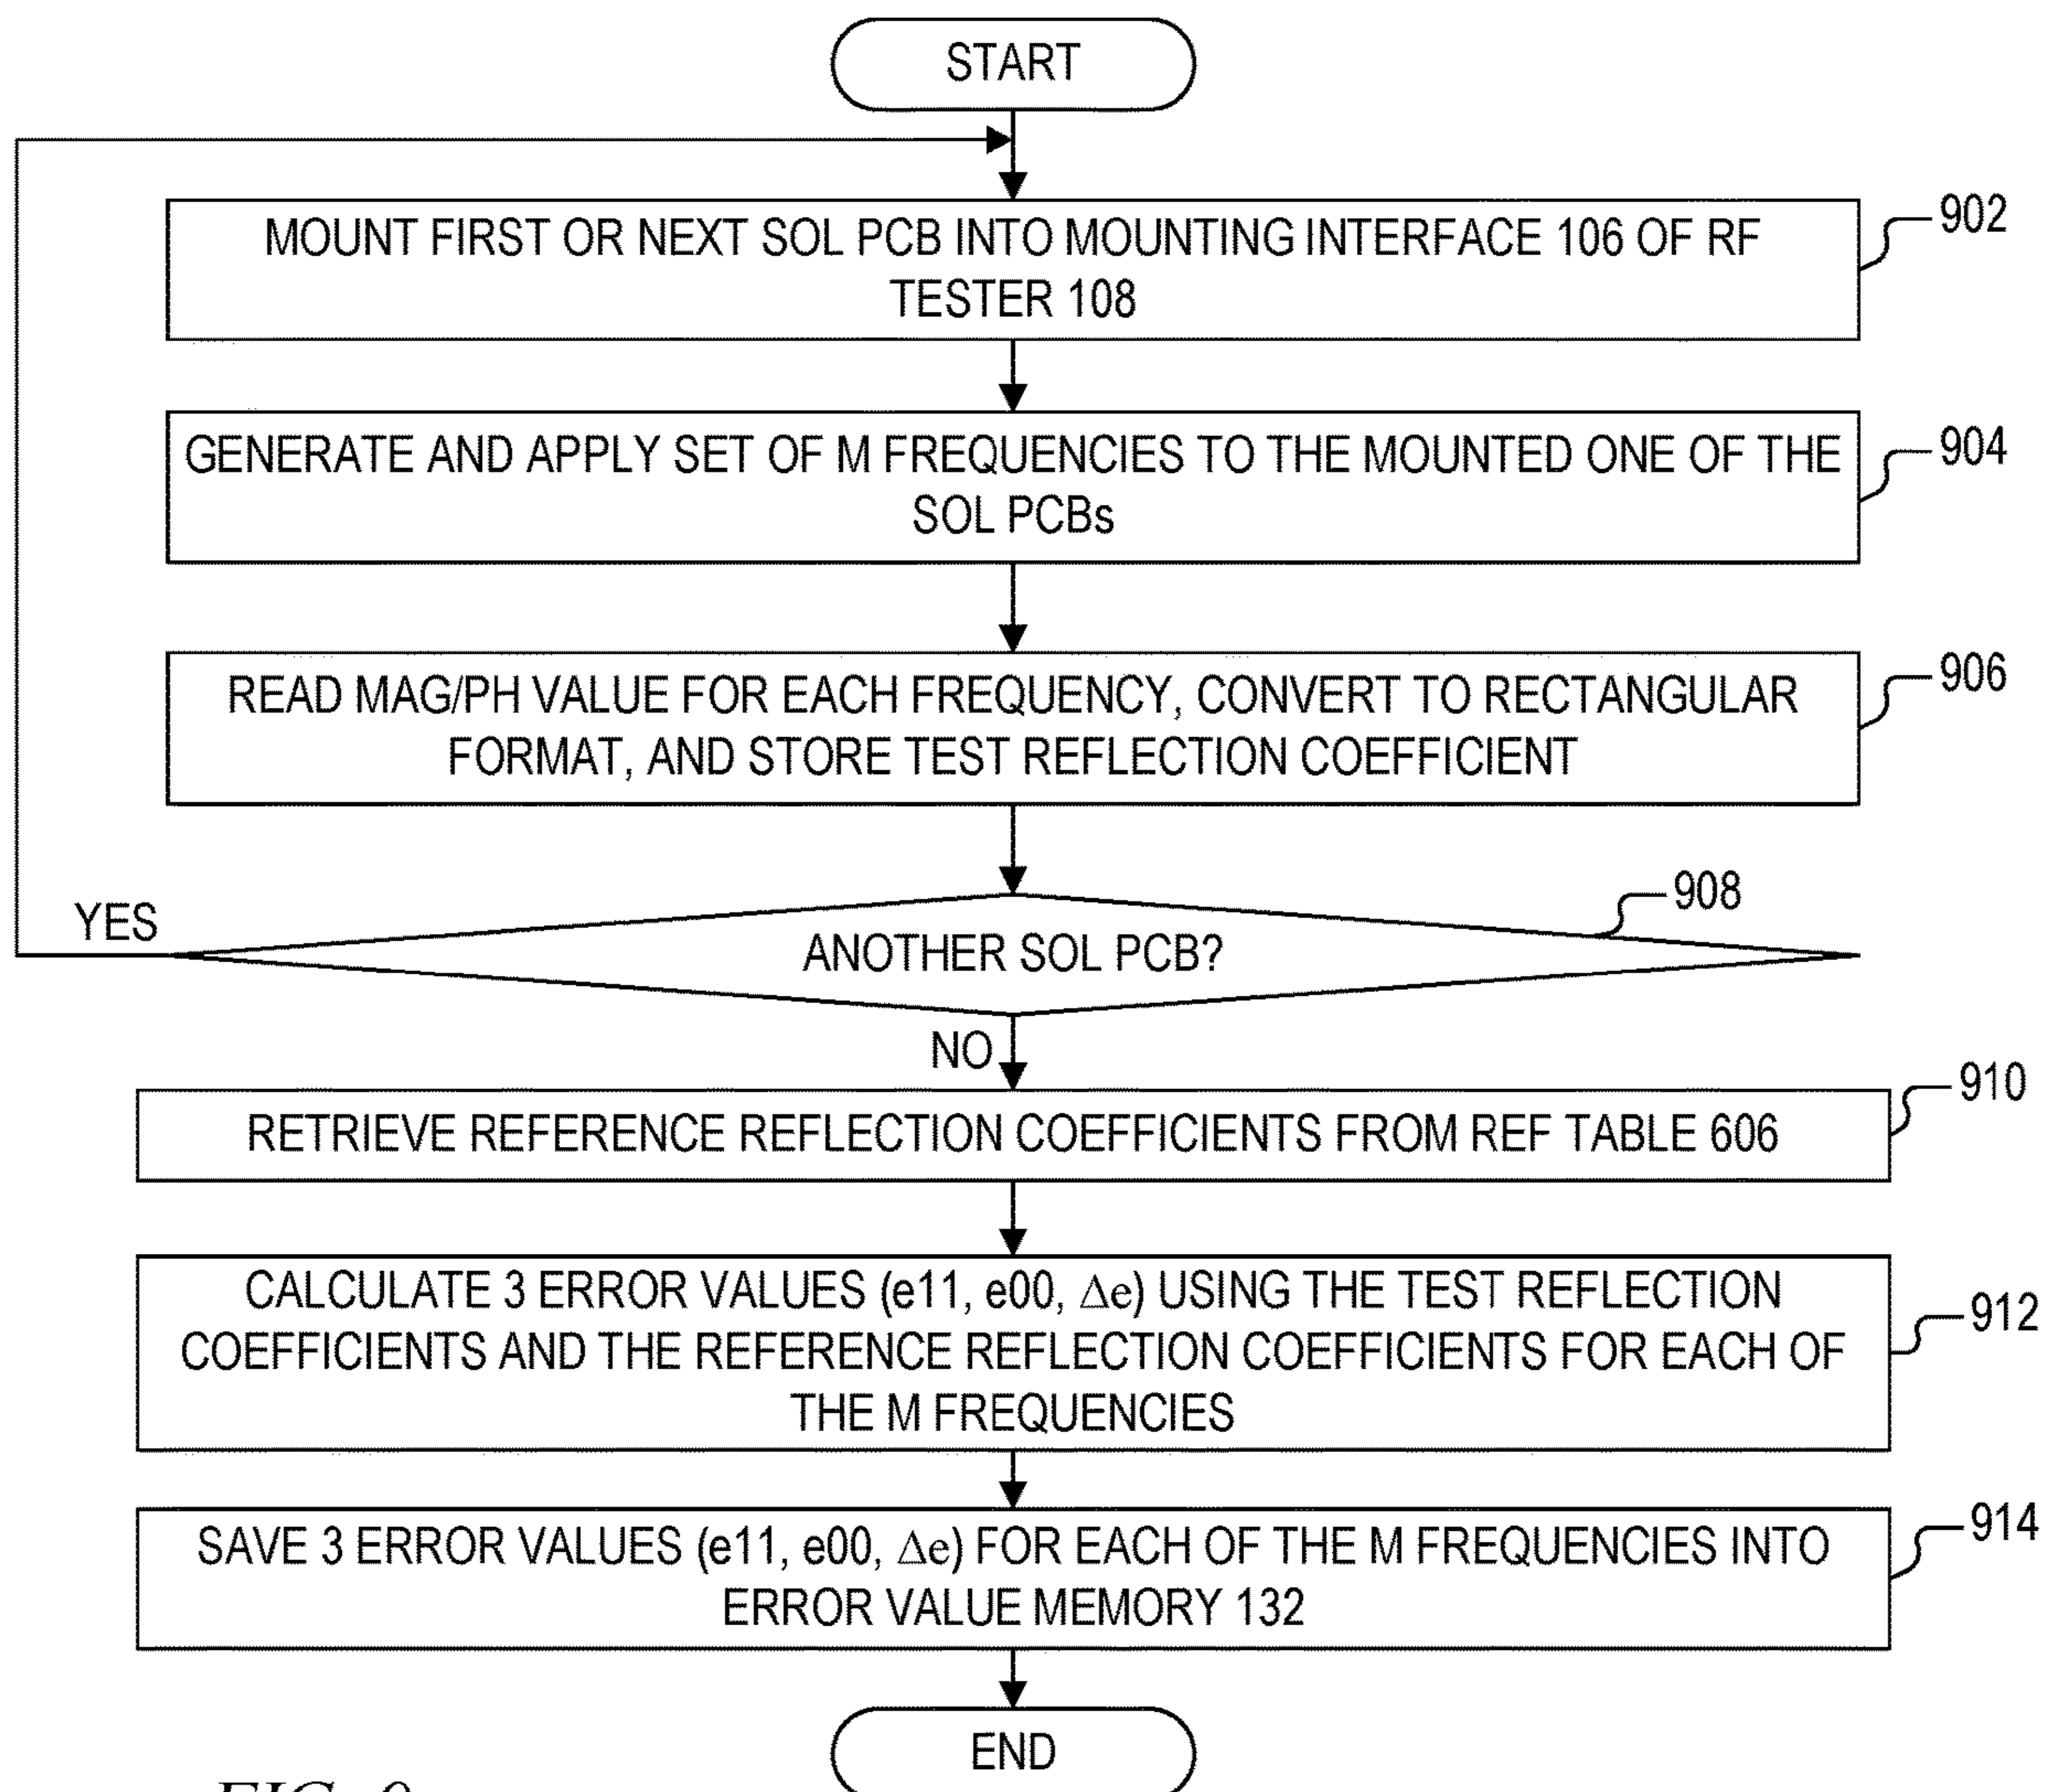 START
MOUNT FIRST OR NEXT SOL PCB INTO MOUNTING INTERFACE 106 OF RF
TESTER 108
902
GENERATE AND APPLY SET OF M FREQUENCIES TO THE MOUNTED ONE OF THE
SOL PCBs
904
READ MAG/PH VALUE FOR EACH FREQUENCY, CONVERT TO RECTANGULAR
FORMAT, AND STORE TEST REFLECTION COEFFICIENT
906
908
YES
ANOTHER SOL PCB?
NO
910
RETRIEVE REFERENCE REFLECTION COEFFICIENTS FROM REF TABLE 606
CALCULATE 3 ERROR VALUES (e11, e00, Δe) USING THE TEST REFLECTION
COEFFICIENTS AND THE REFERENCE REFLECTION COEFFICIENTS FOR EACH OF
THE M FREQUENCIES
912
SAVE 3 ERROR VALUES (e11, e00, Δe) FOR EACH OF THE M FREQUENCIES INTO
ERROR VALUE MEMORY 132
914
END